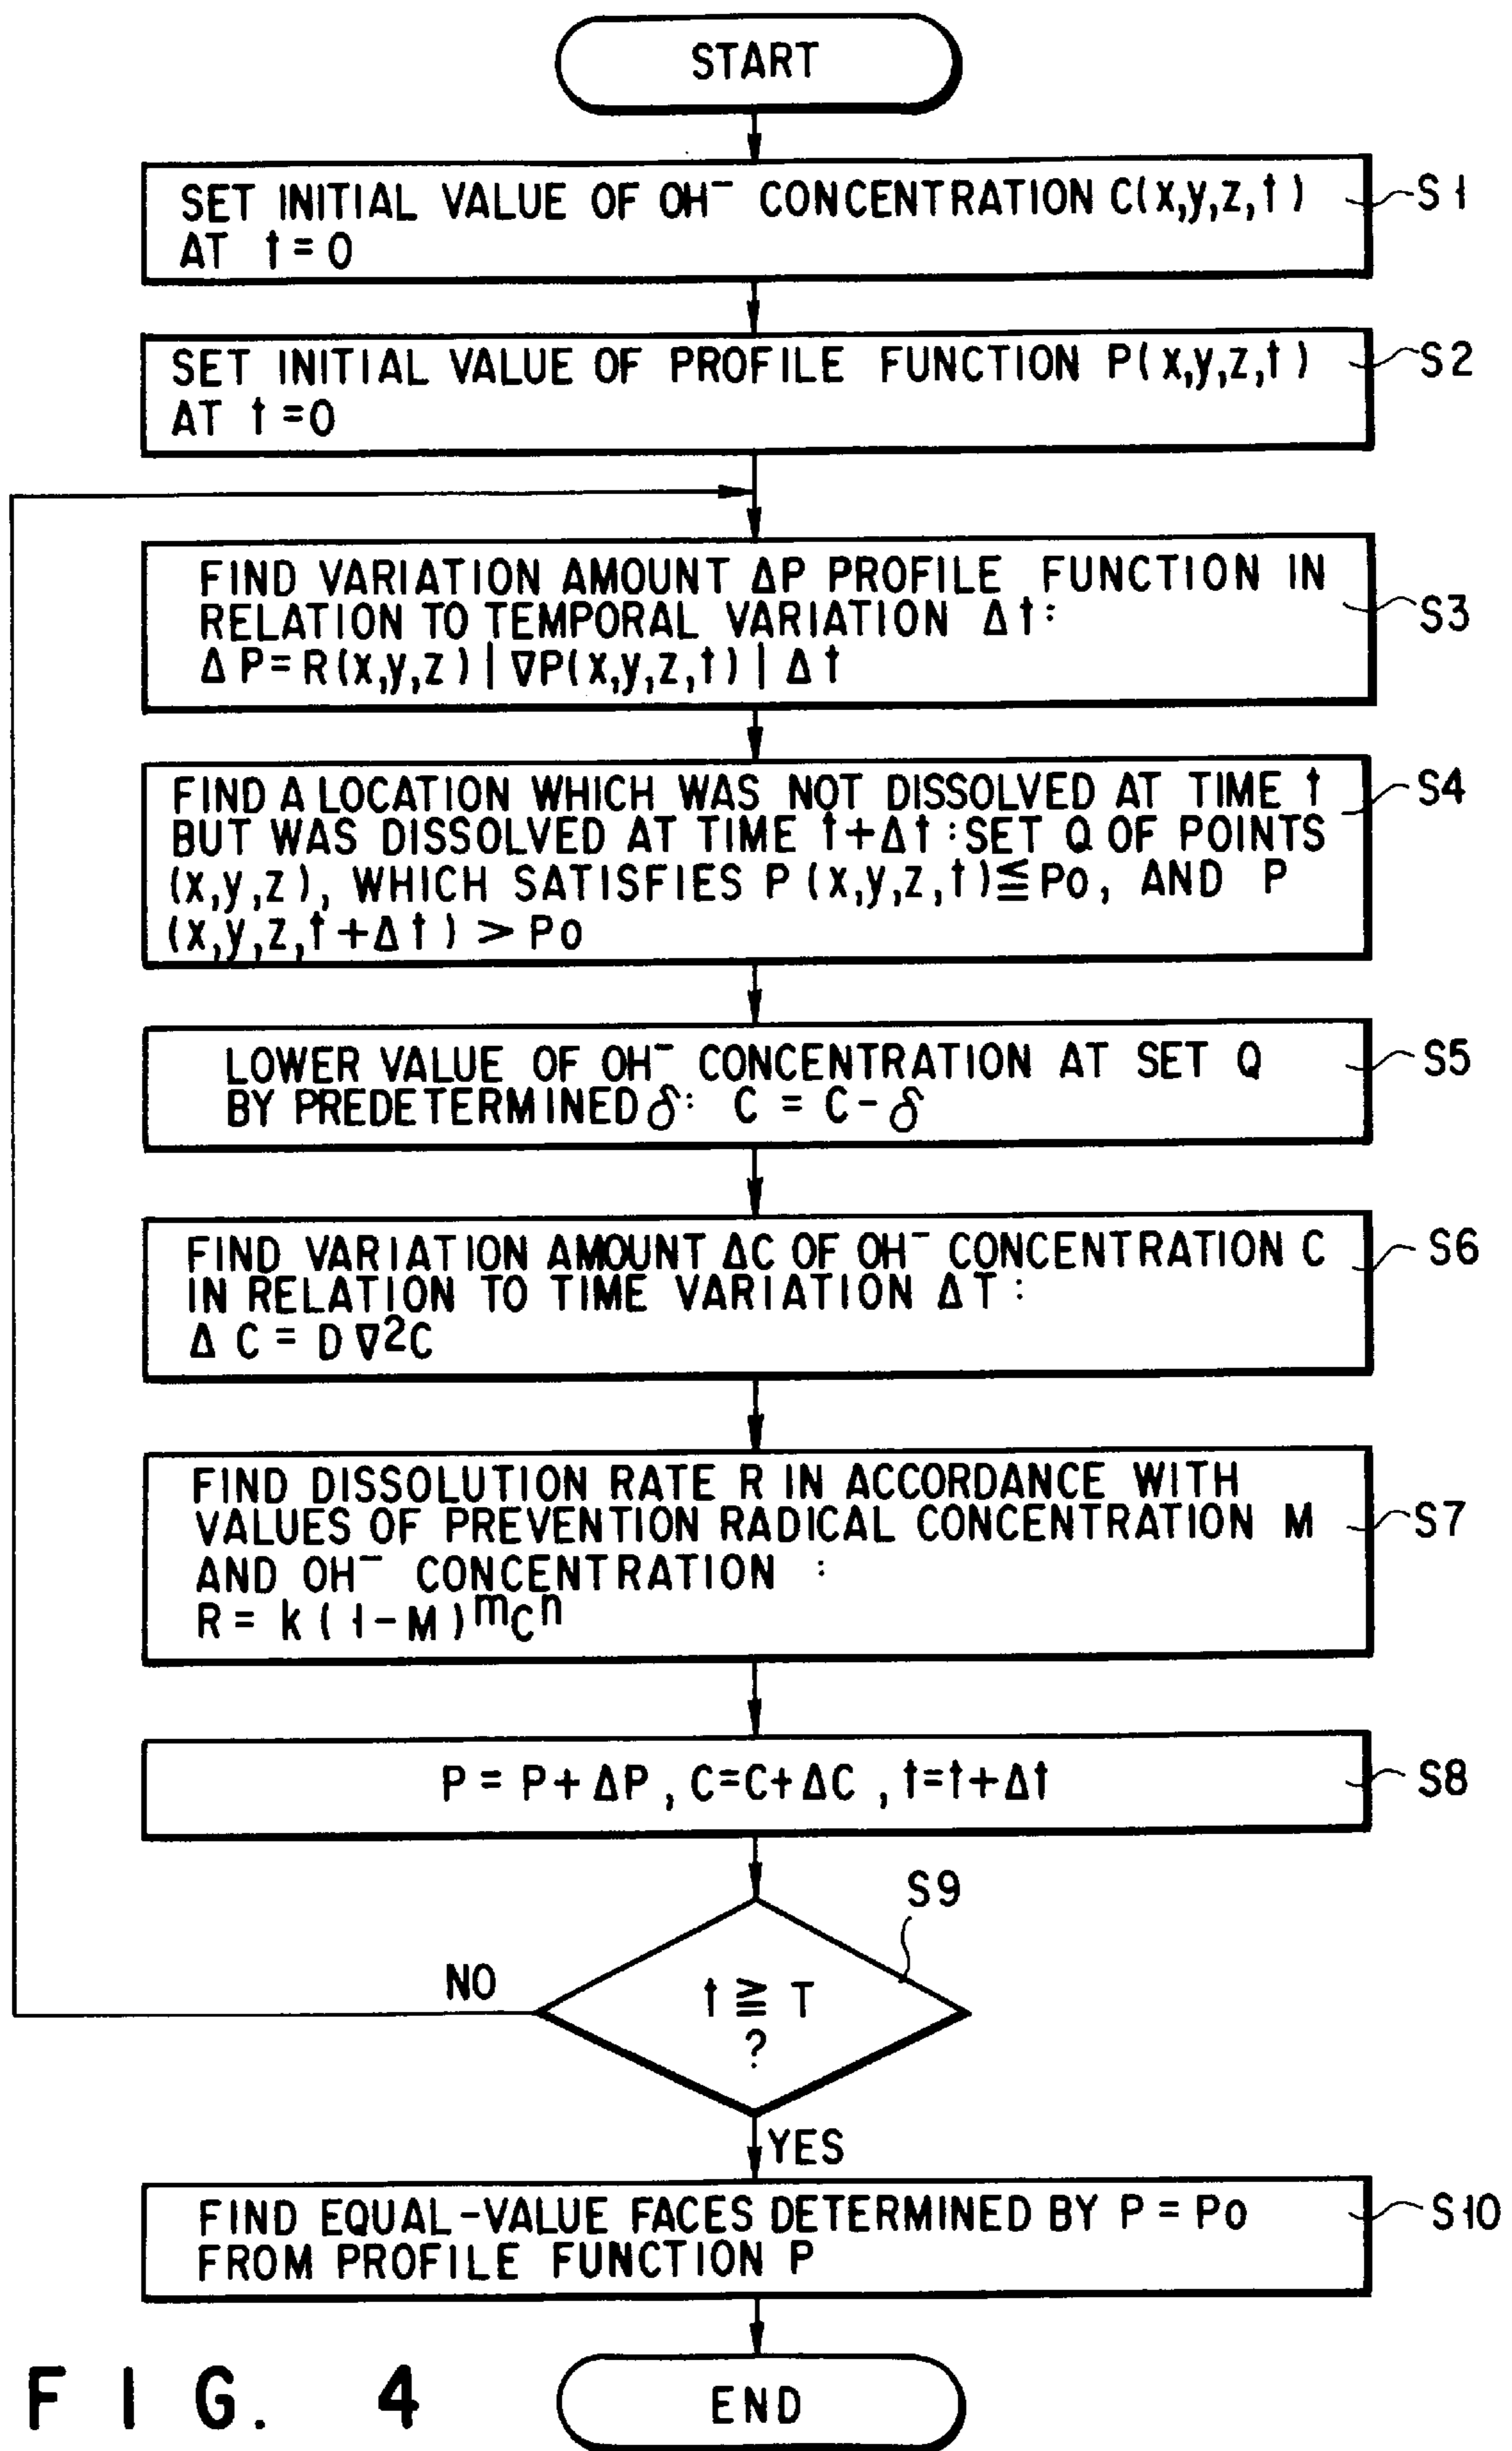 START
SET INITIAL VALUE OF OH⁻ CONCENTRATION C(x,y,z,t)
AT t=0
S1
SET INITIAL VALUE OF PROFILE FUNCTION P(x,y,z,t)
AT t=0
S2
FIND VARIATION AMOUNT ΔP PROFILE FUNCTION IN
RELATION TO TEMPORAL VARIATION Δt:
ΔP=R(x,y,z)|∇P(x,y,z,t)|Δt
S3
FIND A LOCATION WHICH WAS NOT DISSOLVED AT TIME t
BUT WAS DISSOLVED AT TIME t+Δt:SET Q OF POINTS
(x,y,z), WHICH SATISFIES P(x,y,z,t)≦Po, AND P
(x,y,z,t+Δt)>Po
S4
LOWER VALUE OF OH⁻ CONCENTRATION AT SET Q
BY PREDETERMINED δ: C = C-δ
S5
FIND VARIATION AMOUNT ΔC OF OH⁻ CONCENTRATION C
IN RELATION TO TIME VARIATION ΔT:
ΔC = D∇²C
S6
FIND DISSOLUTION RATE R IN ACCORDANCE WITH
VALUES OF PREVENTION RADICAL CONCENTRATION M
AND OH⁻ CONCENTRATION :
R = k(1-M)ᵐCⁿ
S7
P = P+ΔP, C=C+ΔC, t=t+Δt
S8
S9
NO
t ≧ T
?
YES
FIND EQUAL-VALUE FACES DETERMINED BY P = Po
FROM PROFILE FUNCTION P
S10
END
FIG. 4